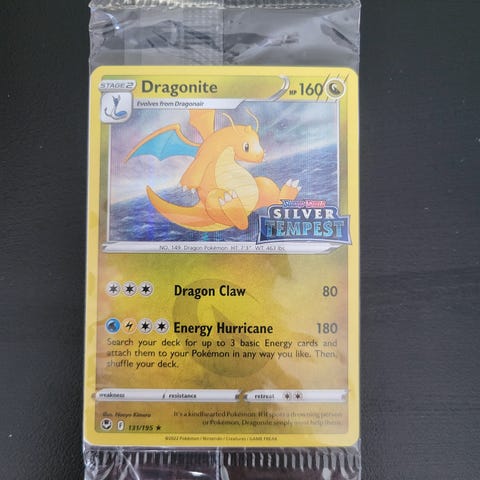 STAGE 2 Dragonite HP 160
Evolves from Dragonair
SILVER
TEMPEST
NO. 149 Dragon Pokémon HT 7'3" WT 463 lbs.
Dragon Claw 80
Energy Hurricane 180
Search your deck for up to 3 basic Energy cards and
attach them to your Pokémon in any way you like. Then,
shuffle your deck.
weakness resistance retreat
Illus. Naoyo Kimura
It's a kindhearted Pokémon. If it spots a drowning person
or Pokémon, Dragonite simply must help them.
131/195 ★
©2022 Pokémon / Nintendo / Creatures / GAME FREAK